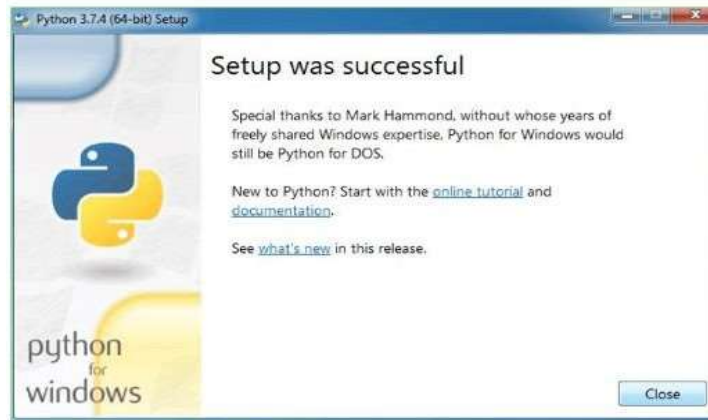 Python 3.7.4 (64-bit) Setup
Setup was successful
Special thanks to Mark Hammond, without whose years of
freely shared Windows expertise, Python for Windows would
still be Python for DOS.
New to Python? Start with the online tutorial and
documentation.
See what's new in this release.
python
for
windows
Close